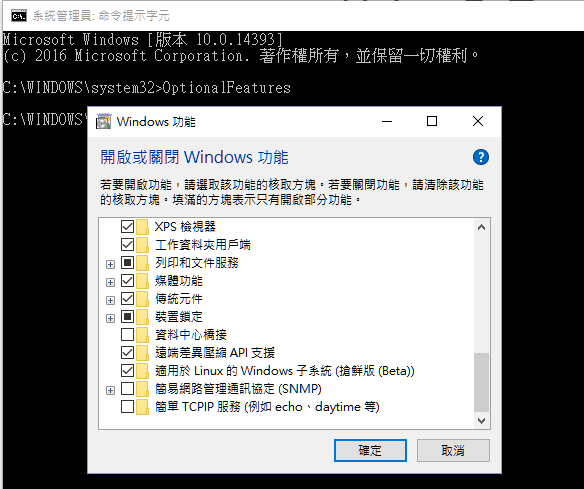 系統管理員: 命令提示字元
Microsoft Windows [版本 10.0.14393]
(c) 2016 Microsoft Corporation. 著作權所有，並保留一切權利。
C:\WINDOWS\system32>OptionalFeatures
C:\WINDOWS\
Windows 功能
開啟或關閉 Windows 功能
若要開啟功能，請選取該功能的核取方塊。若要關閉功能，請清除該功能
的核取方塊。填滿的方塊表示只有開啟部分功能。
XPS 檢視器
工作資料夾用戶端
列印和文件服務
媒體功能
傳統元件
裝置鎖定
資料中心橋接
遠端差異壓縮 API 支援
適用於 Linux 的 Windows 子系統 (搶鮮版 (Beta))
簡易網路管理通訊協定 (SNMP)
簡單 TCPIP 服務 (例如 echo、daytime 等)
確定
取消